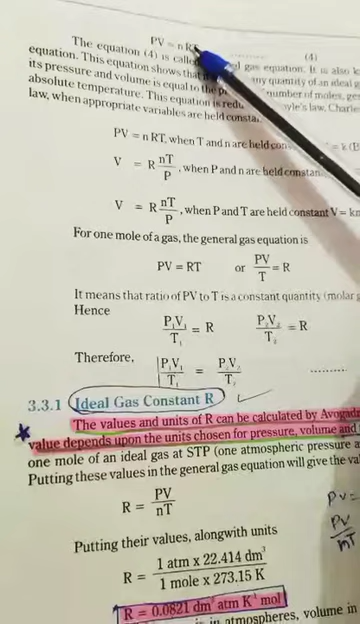 PV = nRT (4)
The equation (4) is called al gas equation. It is also k
equation. This equation shows that any quantity of an ideal g
its pressure and volume is equal to the number of moles, gen
absolute temperature. This equation is redu yle's law, Charle
law, when appropriate variables are held consta
PV = nRT, when T and n are held con = k (B
V = R nT/P , when P and n are held constan
V = R nT/P , when P and T are held constant V = kn
For one mole of a gas, the general gas equation is
PV = RT or PV/T = R
It means that ratio of PV to T is a constant quantity (molar g
Hence
P₁V₁/T₁ = R P₂V₂/T₂ = R
Therefore, P₁V₁/T₁ = P₂V₂/T₂ ..........
3.3.1 Ideal Gas Constant R
The values and units of R can be calculated by Avogadr
value depends upon the units chosen for pressure, volume and
one mole of an ideal gas at STP (one atmospheric pressure a
Putting these values in the general gas equation will give the va
R = PV/nT
PV=
PV/nT
Putting their values, alongwith units
R = 1 atm x 22.414 dm³/1 mole x 273.15 K
R = 0.0821 dm³ atm K⁻¹ mol
in atmospheres, volume in